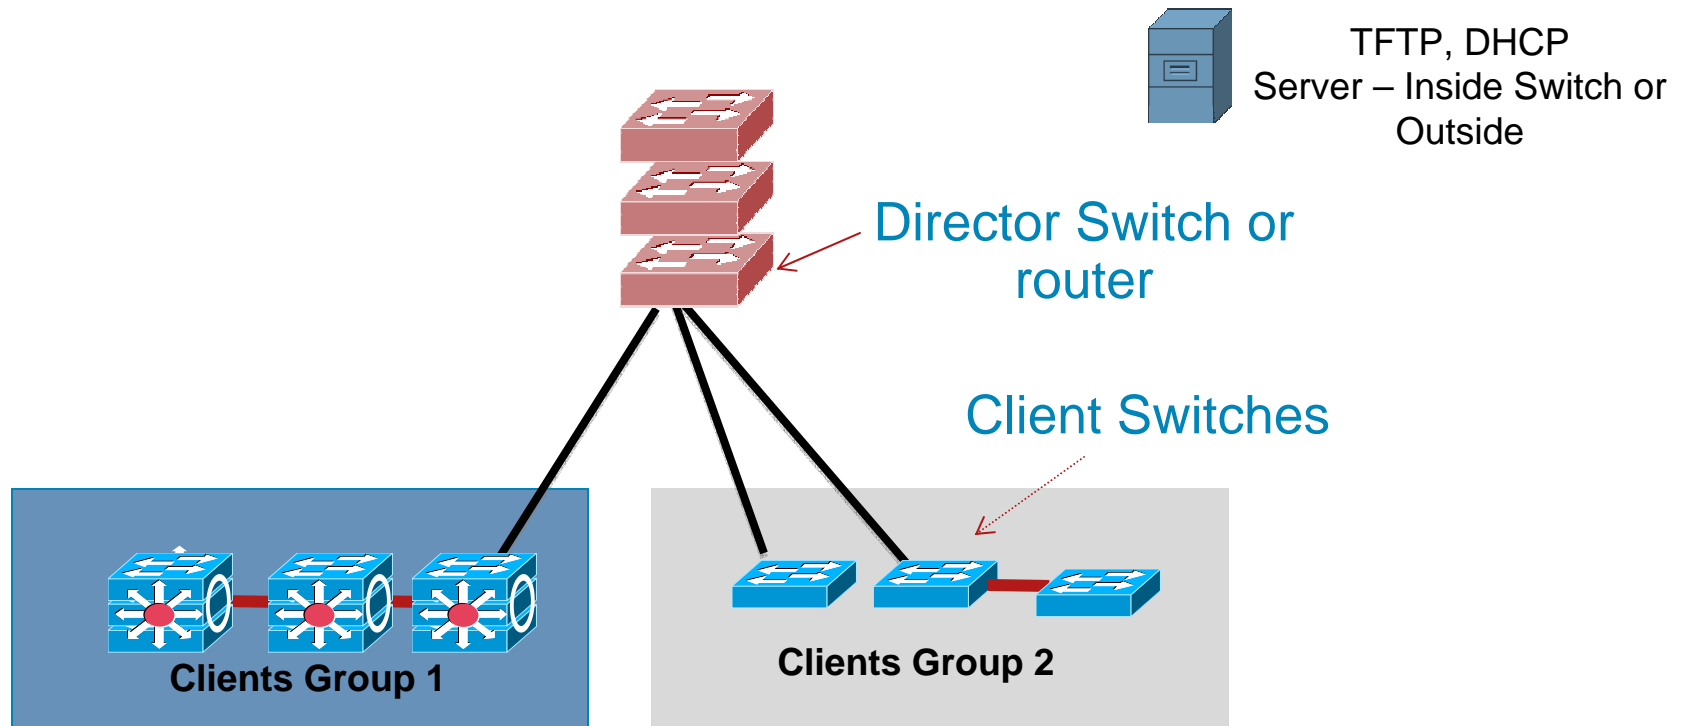 TFTP, DHCP
Server – Inside Switch or
Outside
Director Switch or
router
Client Switches
Clients Group 1
Clients Group 2